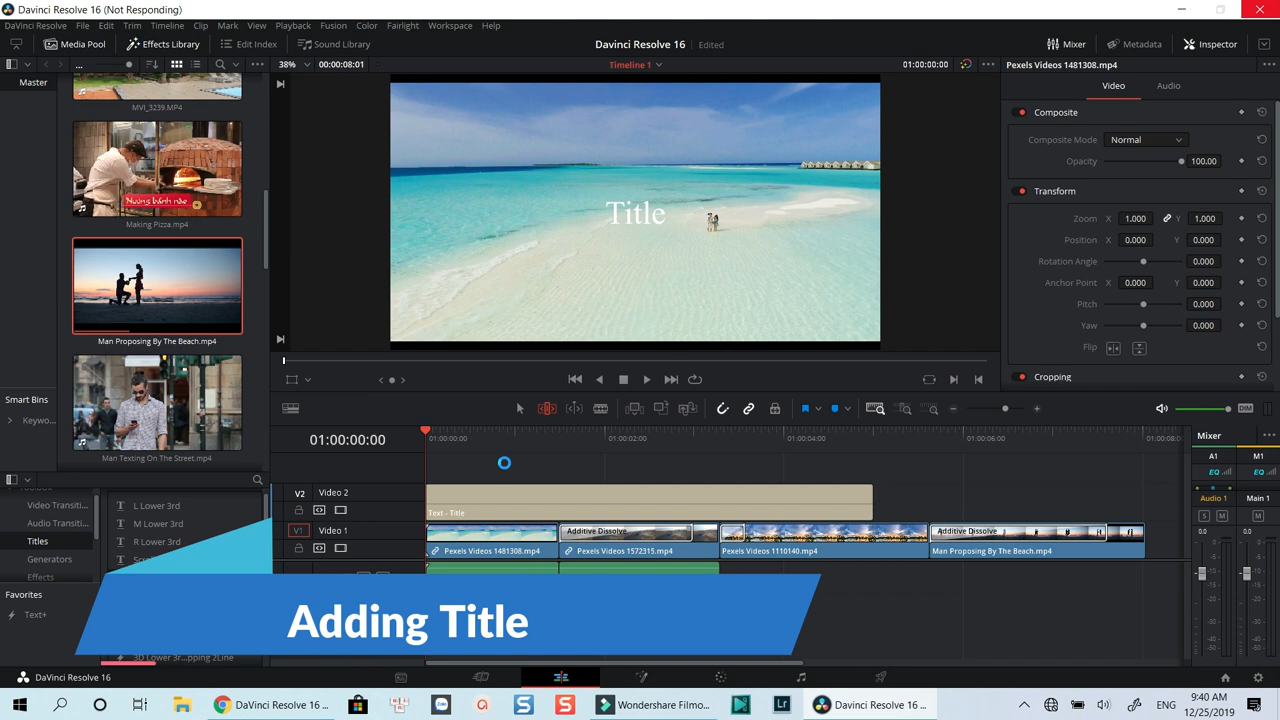 Davinci Resolve 16 (Not Responding)
DaVinci Resolve File Edit Trim Timeline Clip Mark View Playback Fusion Color Fairlight Workspace Help
Media Pool Effects Library Edit Index Sound Library Davinci Resolve 16 Edited Mixer Metadata Inspector
... 38% 00:00:08:01 Timeline 1 01:00:00:00 Pexels Videos 1481308.mp4
Master
MVI_3239.MP4
Nướng bánh nào
Making Pizza.mp4
Man Proposing By The Beach.mp4
Man Texting On The Street.mp4
Smart Bins
Keywo...
Title
Video Audio
Composite
Composite Mode Normal
Opacity 100.00
Transform
Zoom X 1.000 Y 1.000
Position X 0.000 Y 0.000
Rotation Angle 0.000
Anchor Point X 0.000 Y 0.000
Pitch 0.000
Yaw 0.000
Flip
Cropping
DIM
01:00:00:00 01:00:00:00 01:00:02:00 01:00:04:00 01:00:06:00 01:00:08:0
Mixer
A1 M1
EQ EQ
Audio 1 Main 1
S M M
0.0 0.0
Video Transiti...
Audio Transiti...
Titles
Generators
Effects
Favorites
Text+
L Lower 3rd
M Lower 3rd
R Lower 3rd
3D Lower 3r...pping 2Line
V2 Video 2
Text - Title
V1 Video 1
Additive Dissolve Additive Dissolve
Pexels Videos 1481308.mp4 Pexels Videos 1572315.mp4 Pexels Videos 1110140.mp4 Man Proposing By The Beach.mp4
Adding Title
DaVinci Resolve 16
DaVinci Resolve 16 ... Zalo Wondershare Filmo... Lr Davinci Resolve 16 ... ENG
9:40 AM
12/25/2019